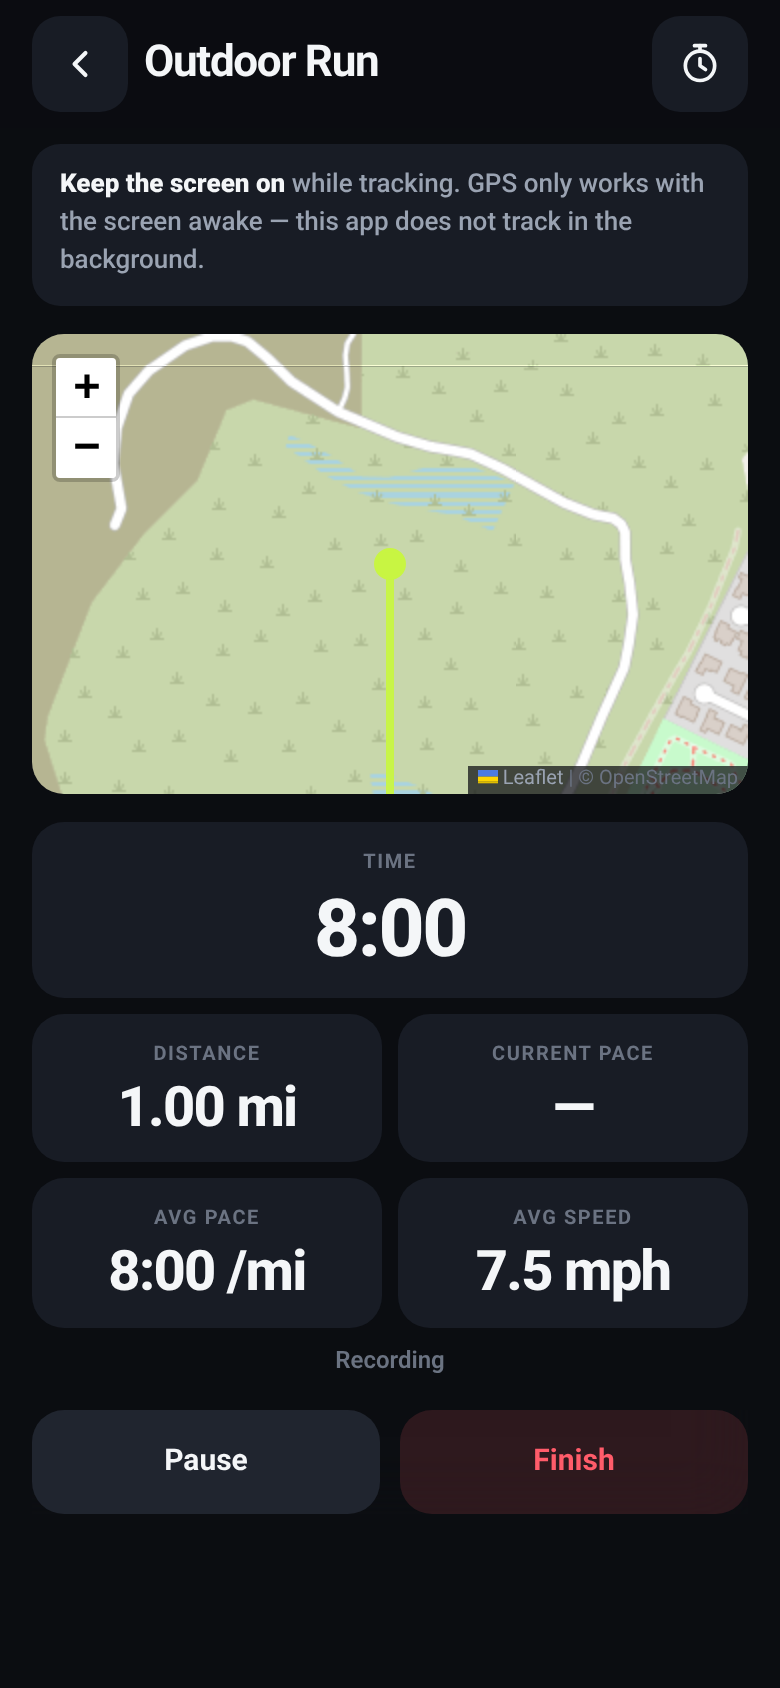 Outdoor Run
Keep the screen on while tracking. GPS only works with
the screen awake — this app does not track in the
background.
+
−
Leaflet | © OpenStreetMap
TIME
8:00
DISTANCE
1.00 mi
CURRENT PACE
—
AVG PACE
8:00 /mi
AVG SPEED
7.5 mph
Recording
Pause
Finish